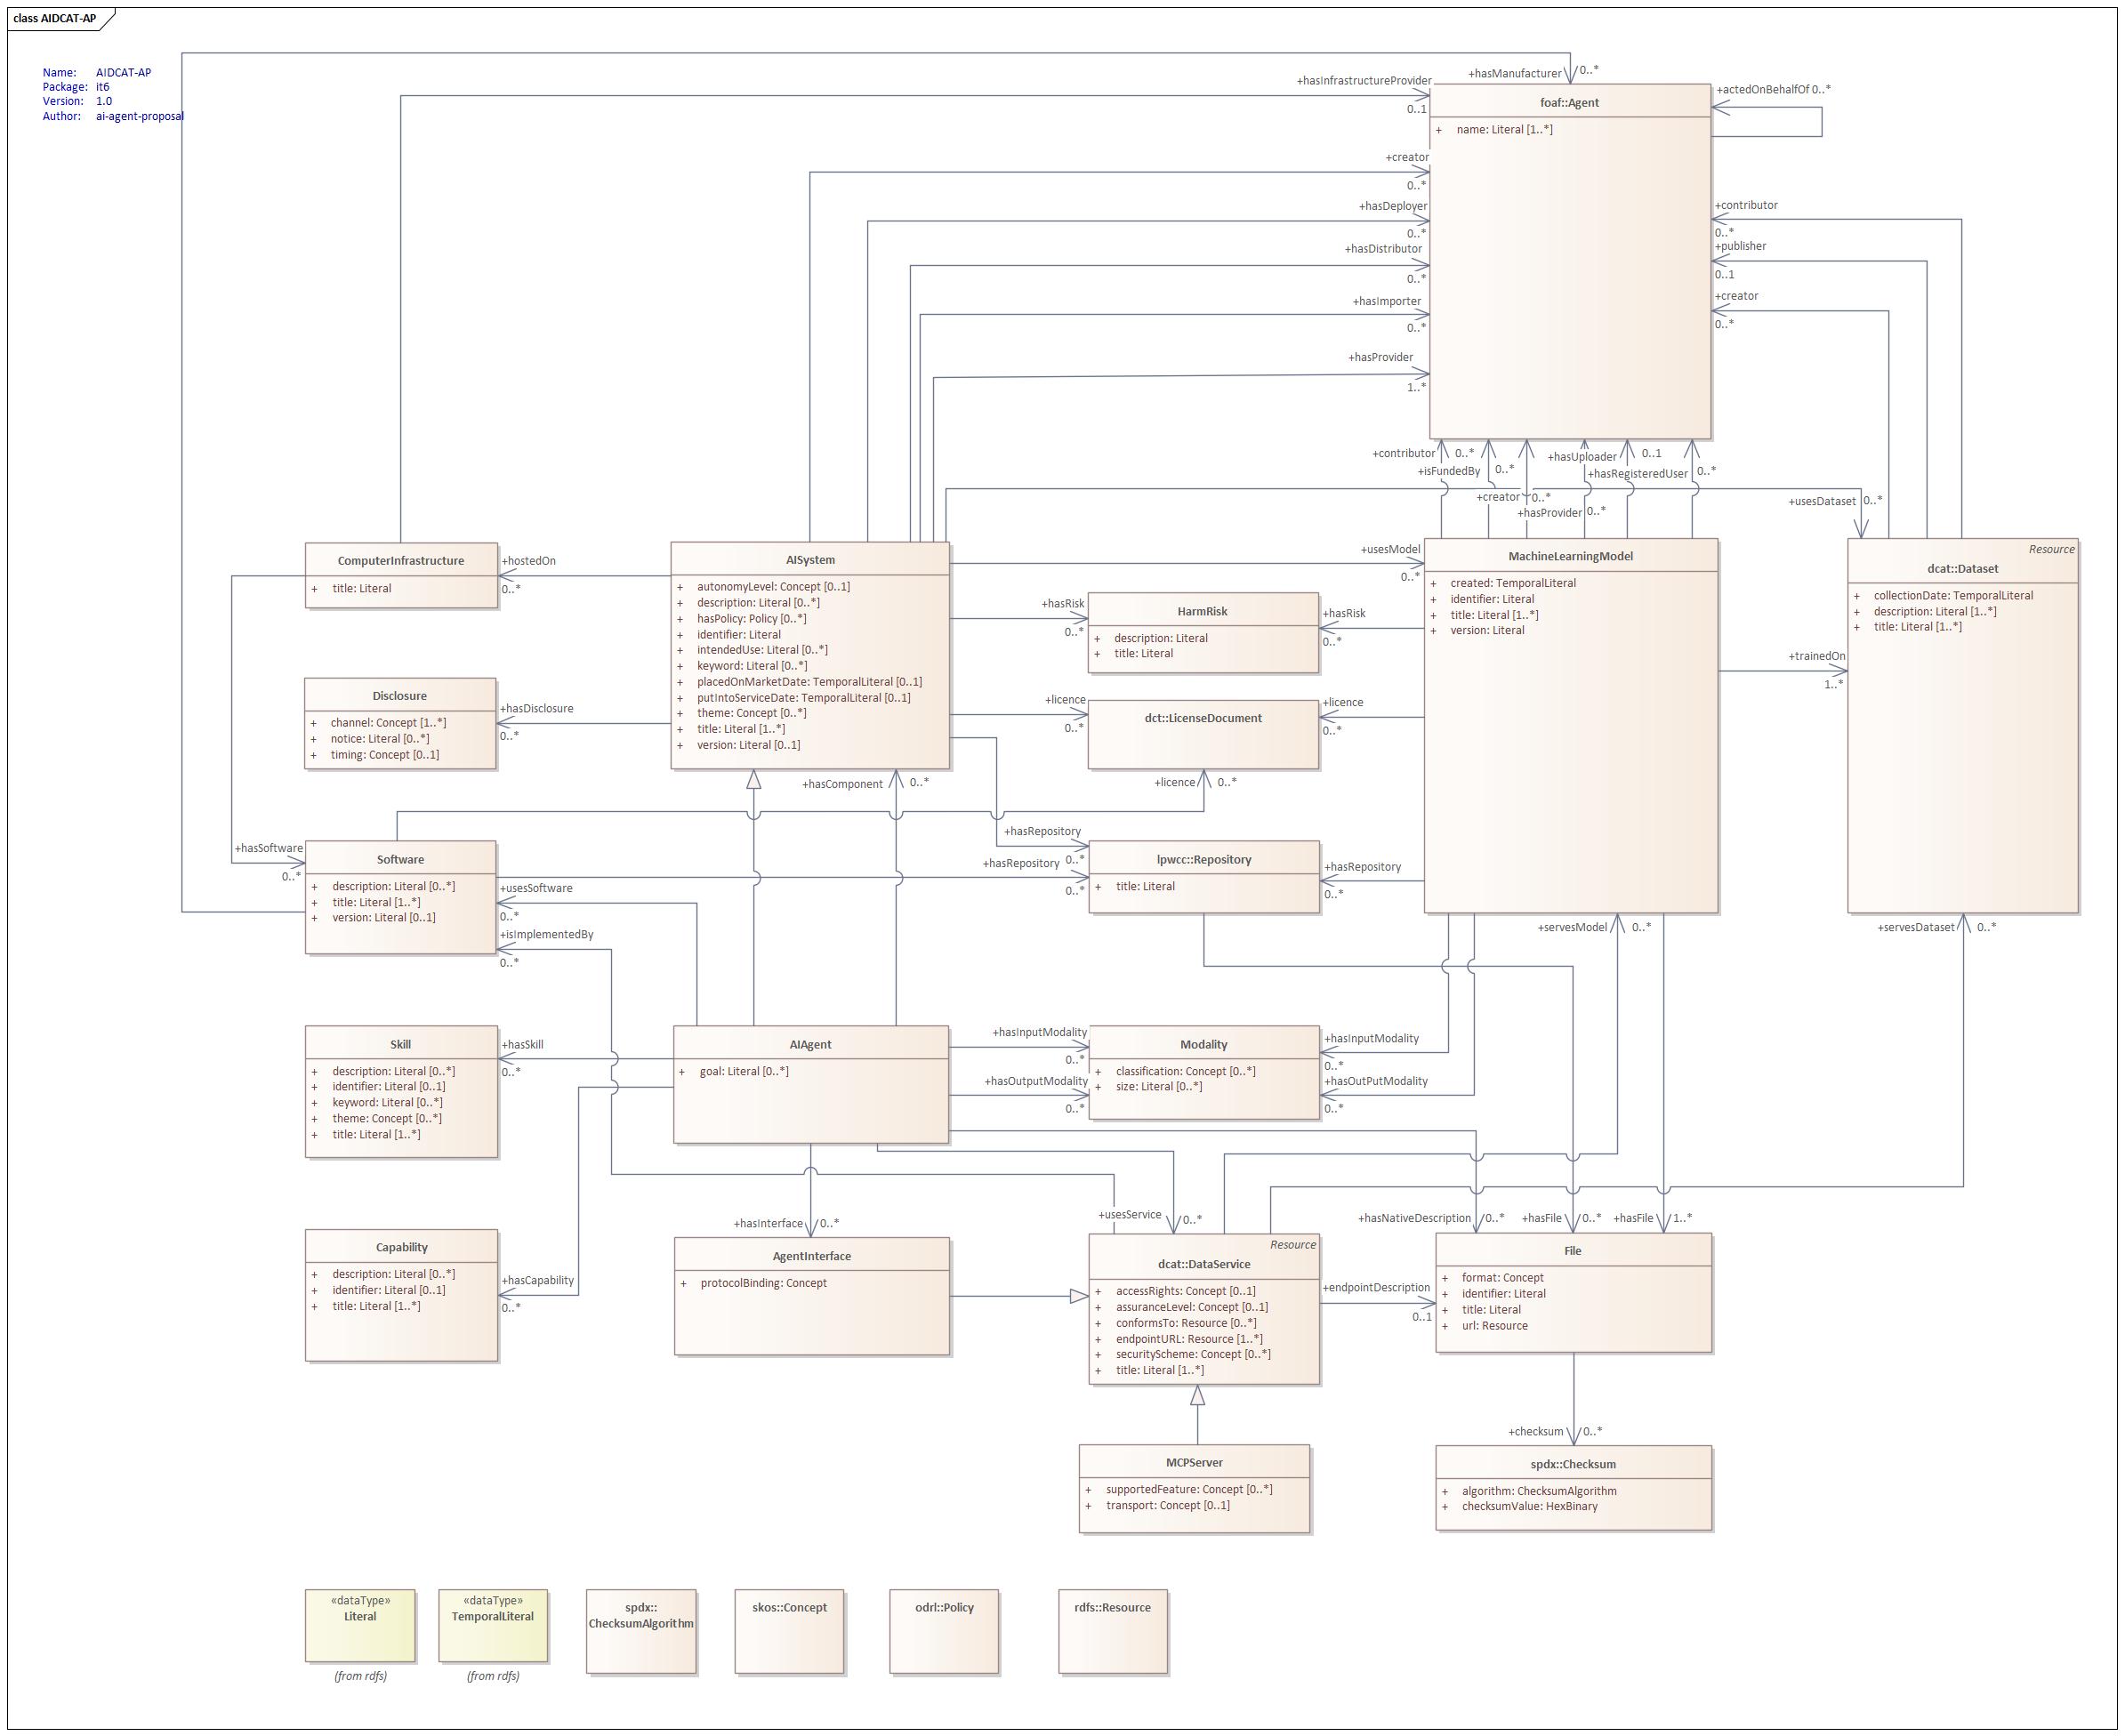 class AIDCAT-AP
Name: AIDCAT-AP
Package: it6
Version: 1.0
Author: ai-agent-proposal
+hasManufacturer 0..*
+hasInfrastructureProvider
0..1
foaf::Agent
+ name: Literal [1..*]
+actedOnBehalfOf 0..*
+creator
0..*
+hasDeployer
0..*
+hasDistributor
0..*
+hasImporter
0..*
+hasProvider
1..*
+contributor
0..*
+publisher
0..1
+creator
0..*
+contributor 0..*
+isFundedBy 0..*
+creator 0..*
+hasProvider 0..*
+hasUploader 0..1
+hasRegisteredUser 0..*
+usesDataset 0..*
ComputerInfrastructure
+ title: Literal
+hostedOn
0..*
AISystem
+ autonomyLevel: Concept [0..1]
+ description: Literal [0..*]
+ hasPolicy: Policy [0..*]
+ identifier: Literal
+ intendedUse: Literal [0..*]
+ keyword: Literal [0..*]
+ placedOnMarketDate: TemporalLiteral [0..1]
+ putIntoServiceDate: TemporalLiteral [0..1]
+ theme: Concept [0..*]
+ title: Literal [1..*]
+ version: Literal [0..1]
+usesModel
0..*
MachineLearningModel
+ created: TemporalLiteral
+ identifier: Literal
+ title: Literal [1..*]
+ version: Literal
Resource
dcat::Dataset
+ collectionDate: TemporalLiteral
+ description: Literal [1..*]
+ title: Literal [1..*]
+hasRisk
0..*
HarmRisk
+ description: Literal
+ title: Literal
+hasRisk
0..*
+trainedOn
1..*
Disclosure
+ channel: Concept [1..*]
+ notice: Literal [0..*]
+ timing: Concept [0..1]
+hasDisclosure
0..*
+licence
0..*
dct::LicenseDocument
+licence
0..*
+hasComponent 0..*
+licence 0..*
+hasSoftware
0..*
Software
+ description: Literal [0..*]
+ title: Literal [1..*]
+ version: Literal [0..1]
+usesSoftware
0..*
+isImplementedBy
0..*
+hasRepository
0..*
+hasRepository
0..*
lpwcc::Repository
+ title: Literal
+hasRepository
0..*
+servesModel 0..*
+servesDataset 0..*
Skill
+ description: Literal [0..*]
+ identifier: Literal [0..1]
+ keyword: Literal [0..*]
+ theme: Concept [0..*]
+ title: Literal [1..*]
+hasSkill
0..*
AIAgent
+ goal: Literal [0..*]
+hasInputModality
0..*
+hasOutputModality
0..*
Modality
+ classification: Concept [0..*]
+ size: Literal [0..*]
+hasInputModality
0..*
+hasOutPutModality
0..*
Capability
+ description: Literal [0..*]
+ identifier: Literal [0..1]
+ title: Literal [1..*]
+hasCapability
0..*
+hasInterface 0..*
AgentInterface
+ protocolBinding: Concept
+usesService 0..*
Resource
dcat::DataService
+ accessRights: Concept [0..1]
+ assuranceLevel: Concept [0..1]
+ conformsTo: Resource [0..*]
+ endpointURL: Resource [1..*]
+ securityScheme: Concept [0..*]
+ title: Literal [1..*]
+endpointDescription
0..1
+hasNativeDescription 0..*
+hasFile 0..*
+hasFile 1..*
File
+ format: Concept
+ identifier: Literal
+ title: Literal
+ url: Resource
+checksum 0..*
MCPServer
+ supportedFeature: Concept [0..*]
+ transport: Concept [0..1]
spdx::Checksum
+ algorithm: ChecksumAlgorithm
+ checksumValue: HexBinary
«dataType»
Literal
(from rdfs)
«dataType»
TemporalLiteral
(from rdfs)
spdx::
ChecksumAlgorithm
skos::Concept
odrl::Policy
rdfs::Resource